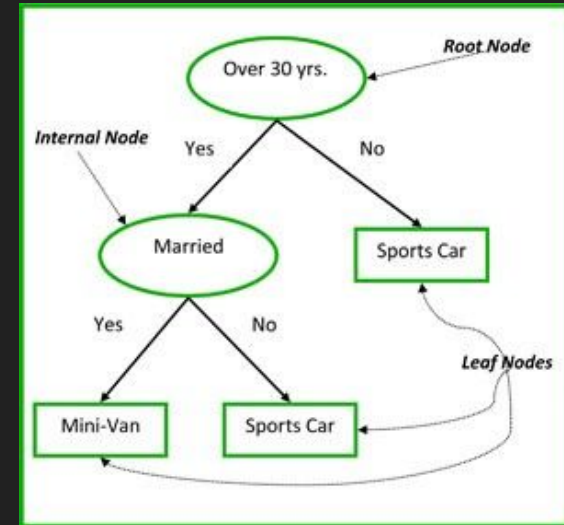 Root Node
Over 30 yrs.
Internal Node
Yes
No
Married
Sports Car
Yes
No
Leaf Nodes
Mini-Van
Sports Car